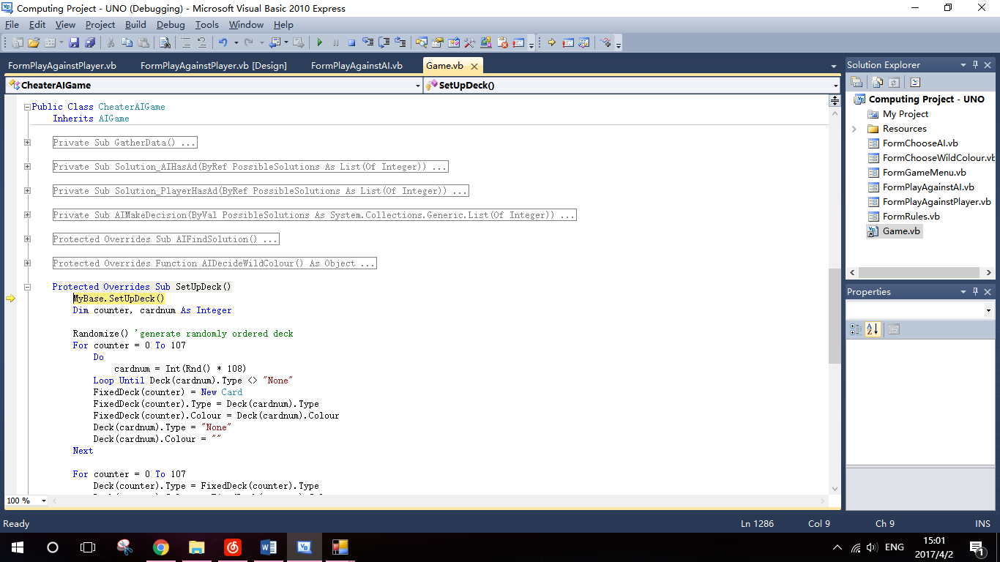 Computing Project - UNO (Debugging) - Microsoft Visual Basic 2010 Express
File Edit View Project Build Debug Tools Window Help
FormPlayAgainstPlayer.vb FormPlayAgainstPlayer.vb [Design] FormPlayAgainstAI.vb Game.vb
CheaterAIGame SetUpDeck()
Public Class CheaterAIGame
Inherits AIGame
Private Sub GatherData() ...
Private Sub Solution_AIHasAd(ByRef PossibleSolutions As List(Of Integer)) ...
Private Sub Solution_PlayerHasAd(ByRef PossibleSolutions As List(Of Integer)) ...
Private Sub AIMakeDecision(ByVal PossibleSolutions As System.Collections.Generic.List(Of Integer)) ...
Protected Overrides Sub AIFindSolution() ...
Protected Overrides Function AIDecideWildColour() As Object ...
Protected Overrides Sub SetUpDeck()
MyBase.SetUpDeck()
Dim counter, cardnum As Integer
Randomize() 'generate randomly ordered deck
For counter = 0 To 107
Do
cardnum = Int(Rnd() * 108)
Loop Until Deck(cardnum).Type <> "None"
FixedDeck(counter) = New Card
FixedDeck(counter).Type = Deck(cardnum).Type
FixedDeck(counter).Colour = Deck(cardnum).Colour
Deck(cardnum).Type = "None"
Deck(cardnum).Colour = ""
Next
For counter = 0 To 107
Deck(counter).Type = FixedDeck(counter).Type
100 %
Solution Explorer
Computing Project - UNO
My Project
Resources
FormChooseAI.vb
FormChooseWildColour.vb
FormGameMenu.vb
FormPlayAgainstAI.vb
FormPlayAgainstPlayer.vb
FormRules.vb
Game.vb
Properties
Ready Ln 1286 Col 9 Ch 9 INS
ENG 15:01
2017/4/2 1